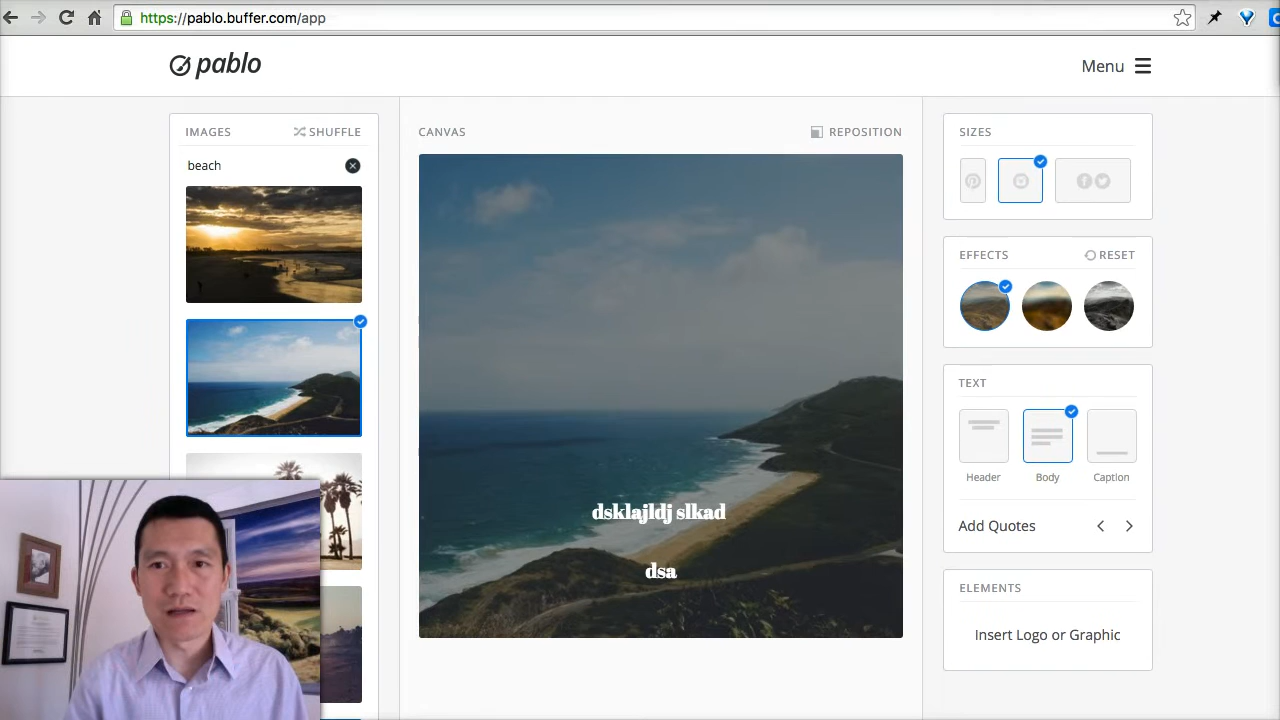 https://pablo.buffer.com/app
pablo
Menu
IMAGES
SHUFFLE
beach
CANVAS
REPOSITION
dsklajldj slkad
dsa
SIZES
EFFECTS
RESET
TEXT
Header
Body
Caption
Add Quotes
ELEMENTS
Insert Logo or Graphic